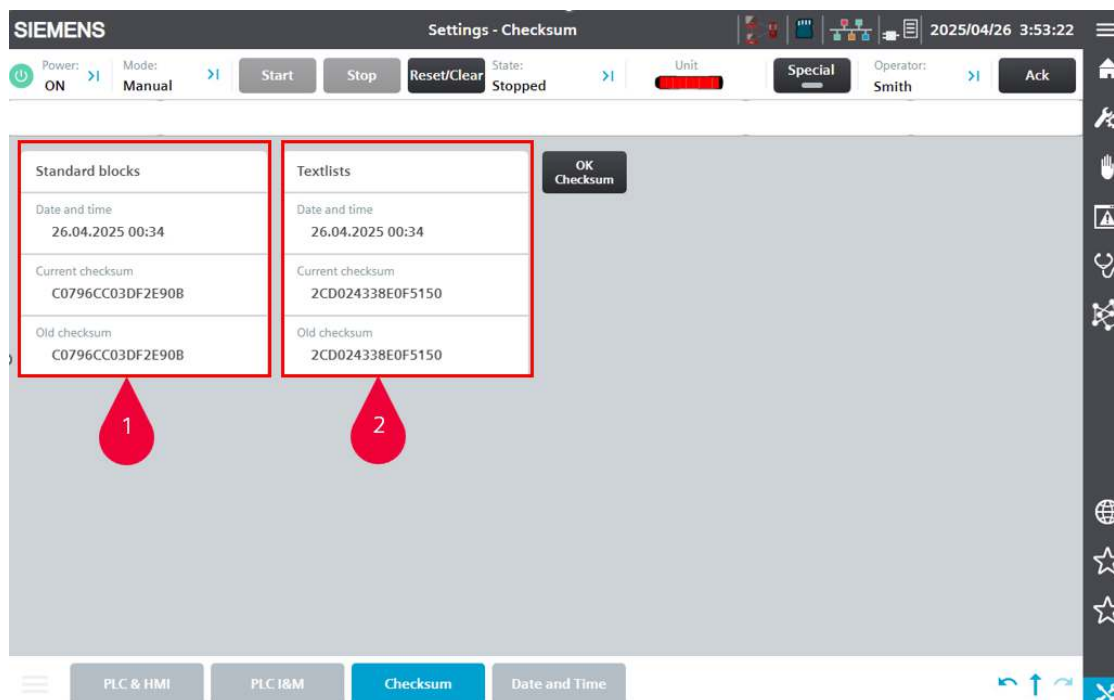 SIEMENS
Settings - Checksum
2025/04/26 3:53:22
Power:
ON
Mode:
Manual
Start
Stop
Reset/Clear
State:
Stopped
Unit
Special
Operator:
Smith
Ack
Standard blocks
Date and time
26.04.2025 00:34
Current checksum
C0796CC03DF2E90B
Old checksum
C0796CC03DF2E90B
1
Textlists
Date and time
26.04.2025 00:34
Current checksum
2CD024338E0F5150
Old checksum
2CD024338E0F5150
2
OK
Checksum
PLC & HMI
PLC I&M
Checksum
Date and Time